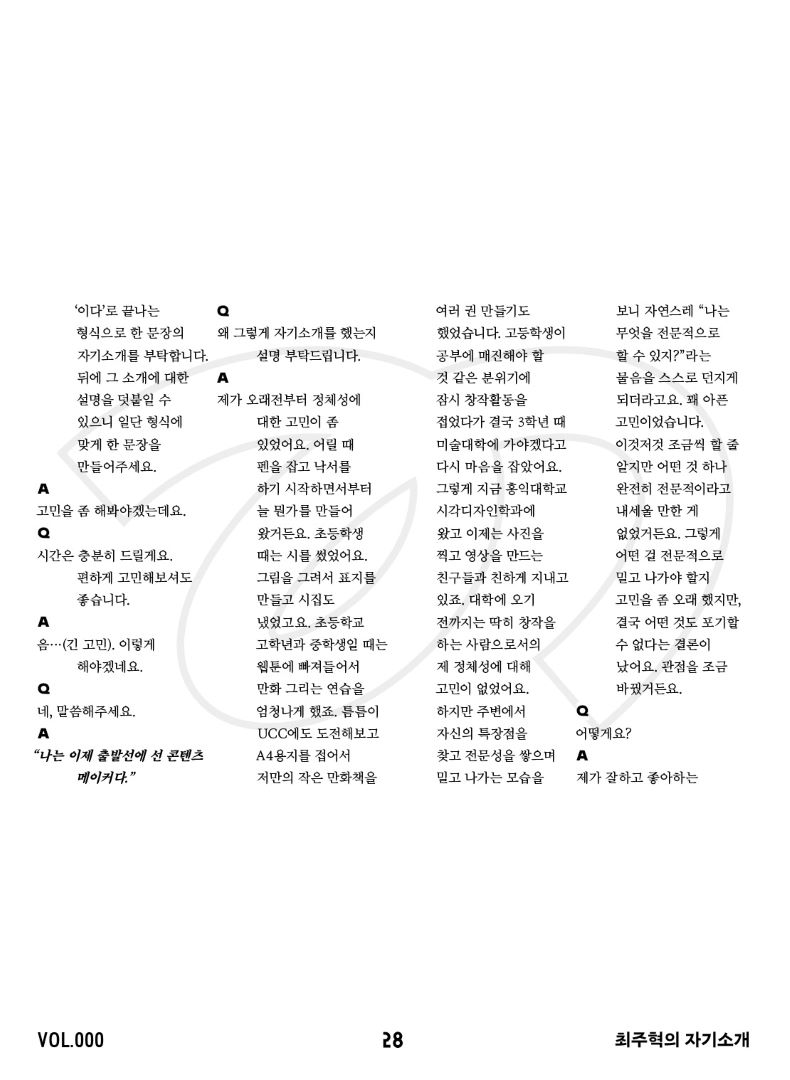 ‘이다’로 끝나는
형식으로 한 문장의
자기소개를 부탁합니다.
뒤에 그 소개에 대한
설명을 덧붙일 수
있으니 일단 형식에
맞게 한 문장을
만들어주세요.
A
고민을 좀 해봐야겠는데요.
Q
시간은 충분히 드릴게요.
편하게 고민해보셔도
좋습니다.
A
음…(긴 고민). 이렇게
해야겠네요.
Q
네, 말씀해주세요.
A
“나는 이제 출발선에 선 콘텐츠
메이커다.”
Q
왜 그렇게 자기소개를 했는지
설명 부탁드립니다.
A
제가 오래전부터 정체성에
대한 고민이 좀
있었어요. 어릴 때
펜을 잡고 낙서를
하기 시작하면서부터
늘 뭔가를 만들어
왔거든요. 초등학생
때는 시를 썼었어요.
그림을 그려서 표지를
만들고 시집도
냈었고요. 초등학교
고학년과 중학생일 때는
웹툰에 빠져들어서
만화 그리는 연습을
엄청나게 했죠. 틈틈이
UCC에도 도전해보고
A4용지를 접어서
저만의 작은 만화책을
여러 권 만들기도
했었습니다. 고등학생이
공부에 매진해야 할
것 같은 분위기에
잠시 창작활동을
접었다가 결국 3학년 때
미술대학에 가야겠다고
다시 마음을 잡았어요.
그렇게 지금 홍익대학교
시각디자인학과에
왔고 이제는 사진을
찍고 영상을 만드는
친구들과 친하게 지내고
있죠. 대학에 오기
전까지는 딱히 창작을
하는 사람으로서의
제 정체성에 대해
고민이 없었어요.
하지만 주변에서
자신의 특장점을
찾고 전문성을 쌓으며
밀고 나가는 모습을
보니 자연스레 “나는
무엇을 전문적으로
할 수 있지?”라는
물음을 스스로 던지게
되더라고요. 꽤 아픈
고민이었습니다.
이것저것 조금씩 할 줄
알지만 어떤 것 하나
완전히 전문적이라고
내세울 만한 게
없었거든요. 그렇게
어떤 걸 전문적으로
밀고 나가야 할지
고민을 좀 오래 했지만,
결국 어떤 것도 포기할
수 없다는 결론이
났어요. 관점을 조금
바꿨거든요.
Q
어떻게요?
A
제가 잘하고 좋아하는
VOL.000
28
최주혁의 자기소개